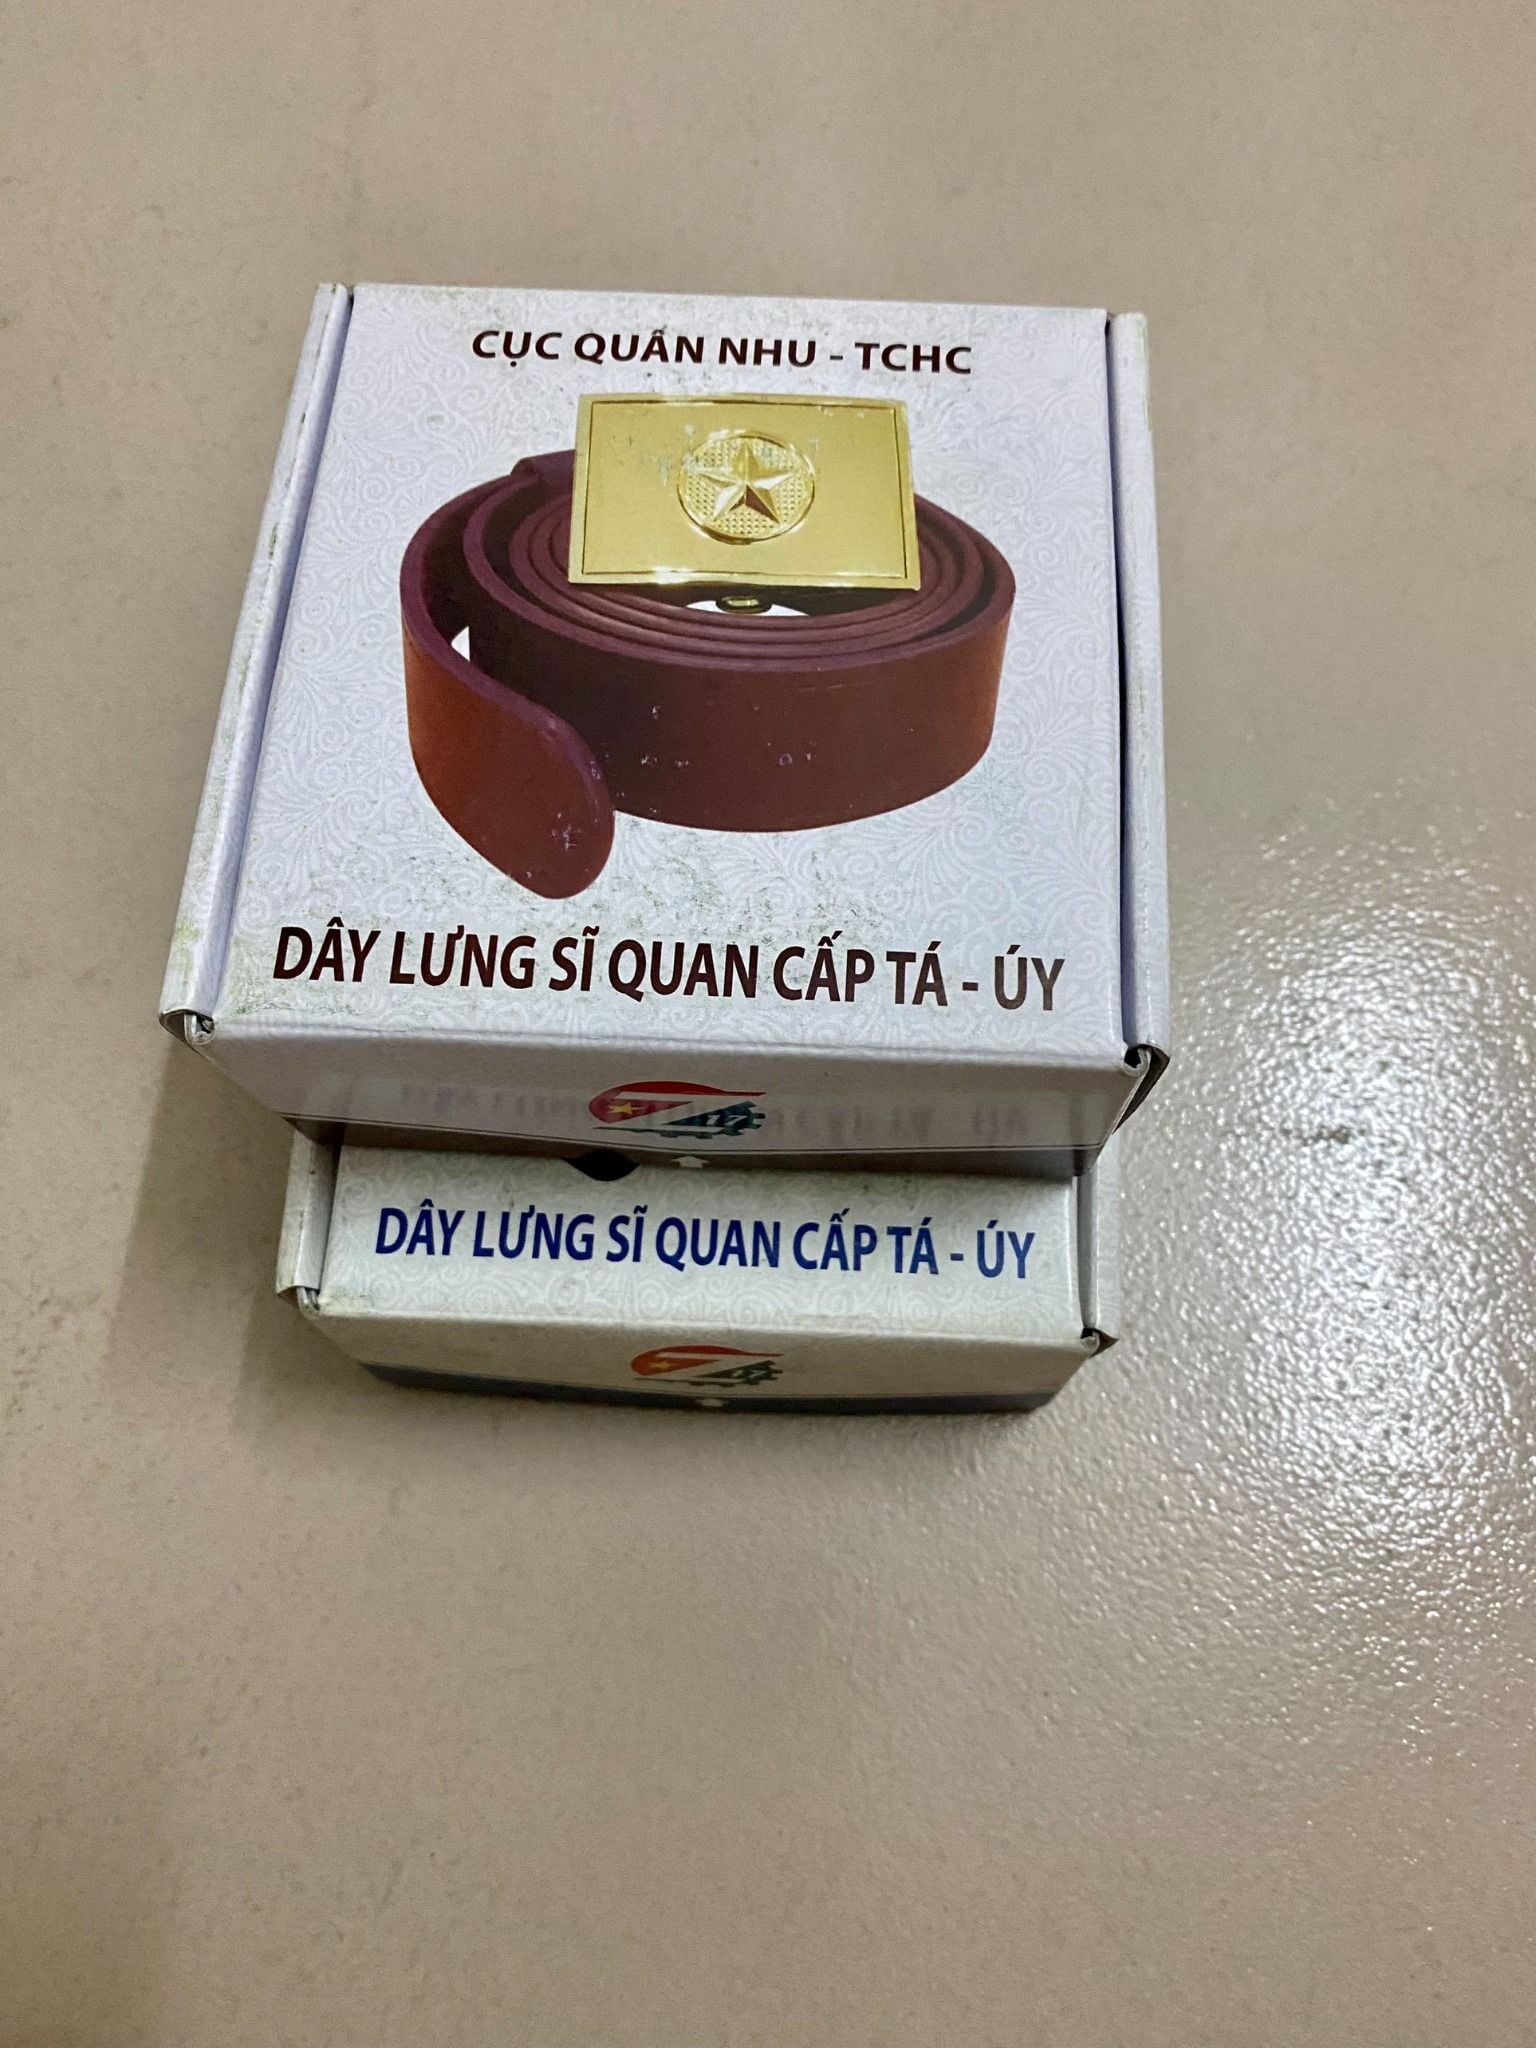 CỤC QUÂN NHU - TCHC
DÂY LƯNG SĨ QUAN CẤP TÁ - ÚY
DÂY LƯNG SĨ QUAN CẤP TÁ - ÚY